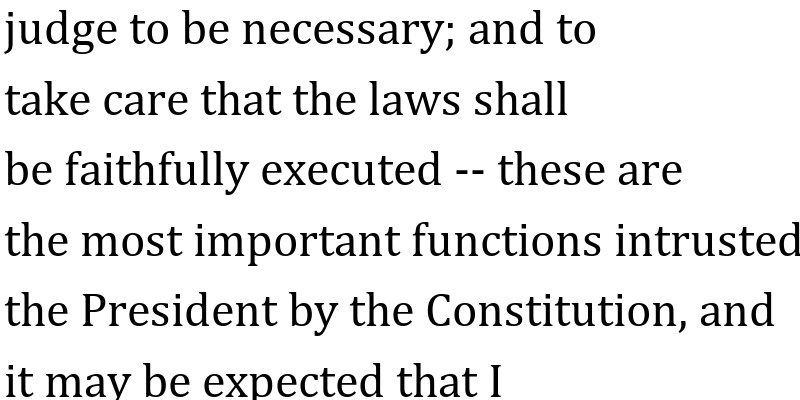 judge to be necessary; and to
take care that the laws shall
be faithfully executed -- these are
the most important functions intrusted
the President by the Constitution, and
it may be expected that I